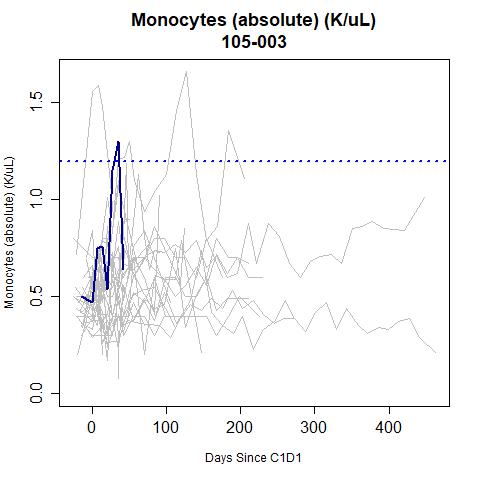 Monocytes (absolute) (K/uL)
105-003
Monocytes (absolute) (K/uL)
1.5
1.0
0.5
0.0
0 100 200 300 400
Days Since C1D1